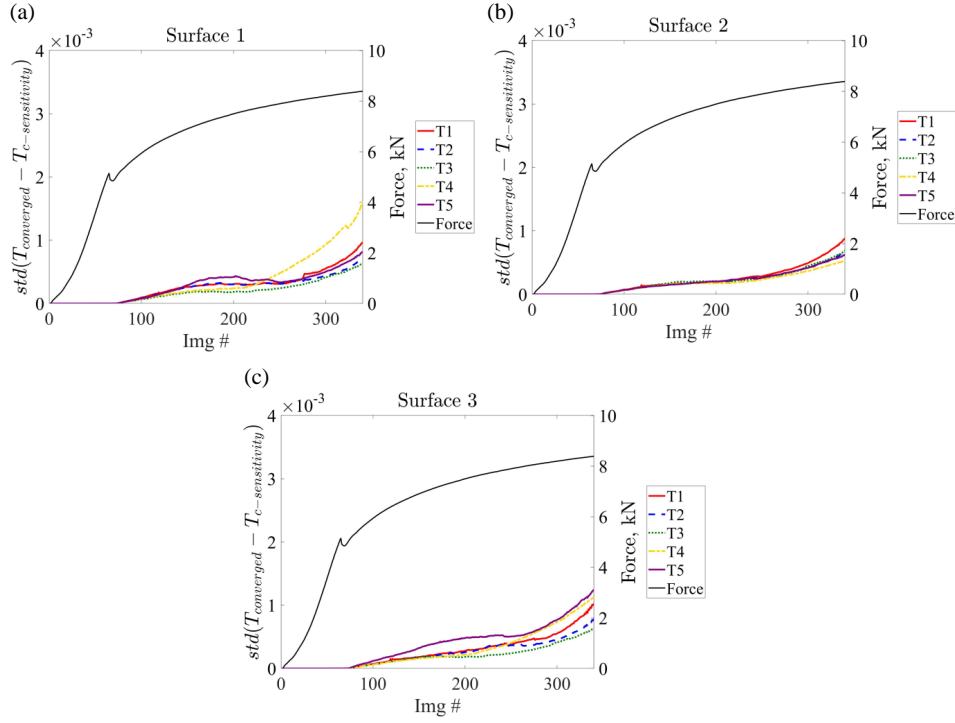 (a)
Surface 1
×10⁻³
std(T_converged − T_c−sensitivity)
4
3
2
1
0
0
100
200
300
Img #
10
8
6
4
2
0
Force, kN
T1
T2
T3
T4
T5
Force
(b)
Surface 2
×10⁻³
std(T_converged − T_c−sensitivity)
4
3
2
1
0
0
100
200
300
Img #
10
8
6
4
2
0
Force, kN
T1
T2
T3
T4
T5
Force
(c)
Surface 3
×10⁻³
std(T_converged − T_c−sensitivity)
4
3
2
1
0
0
100
200
300
Img #
10
8
6
4
2
0
Force, kN
T1
T2
T3
T4
T5
Force